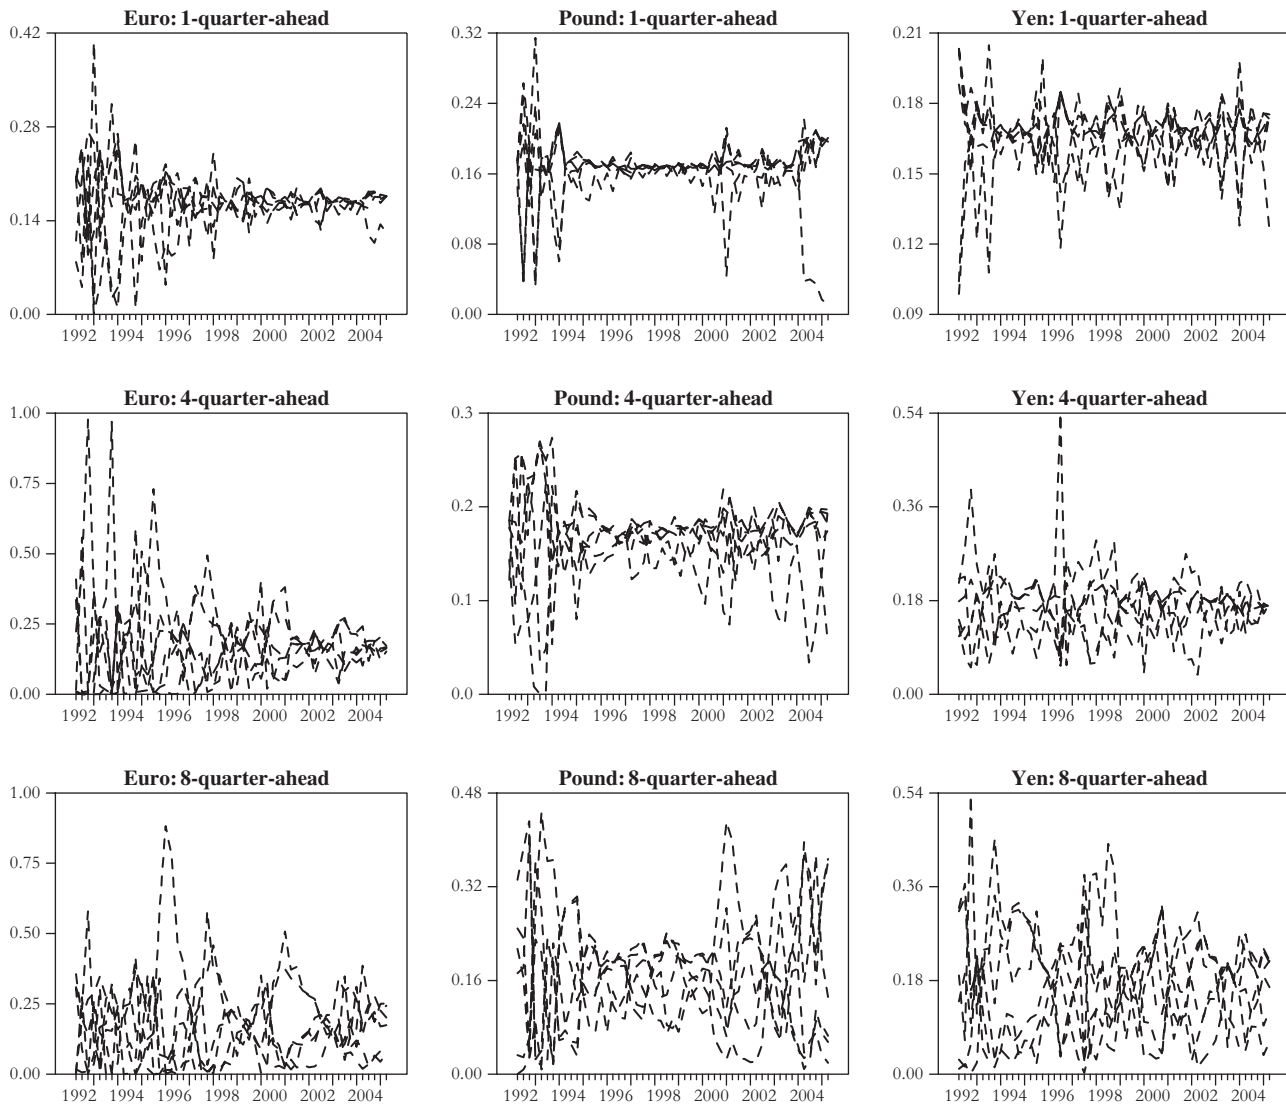 Euro: 1-quarter-ahead
0.42
0.28
0.14
0.00
1992 1994 1996 1998 2000 2002 2004
Pound: 1-quarter-ahead
0.32
0.24
0.16
0.08
0.00
1992 1994 1996 1998 2000 2002 2004
Yen: 1-quarter-ahead
0.21
0.18
0.15
0.12
0.09
1992 1994 1996 1998 2000 2002 2004
Euro: 4-quarter-ahead
1.00
0.75
0.50
0.25
0.00
1992 1994 1996 1998 2000 2002 2004
Pound: 4-quarter-ahead
0.3
0.2
0.1
0.0
1992 1994 1996 1998 2000 2002 2004
Yen: 4-quarter-ahead
0.54
0.36
0.18
0.00
1992 1994 1996 1998 2000 2002 2004
Euro: 8-quarter-ahead
1.00
0.75
0.50
0.25
0.00
1992 1994 1996 1998 2000 2002 2004
Pound: 8-quarter-ahead
0.48
0.32
0.16
0.00
1992 1994 1996 1998 2000 2002 2004
Yen: 8-quarter-ahead
0.54
0.36
0.18
0.00
1992 1994 1996 1998 2000 2002 2004